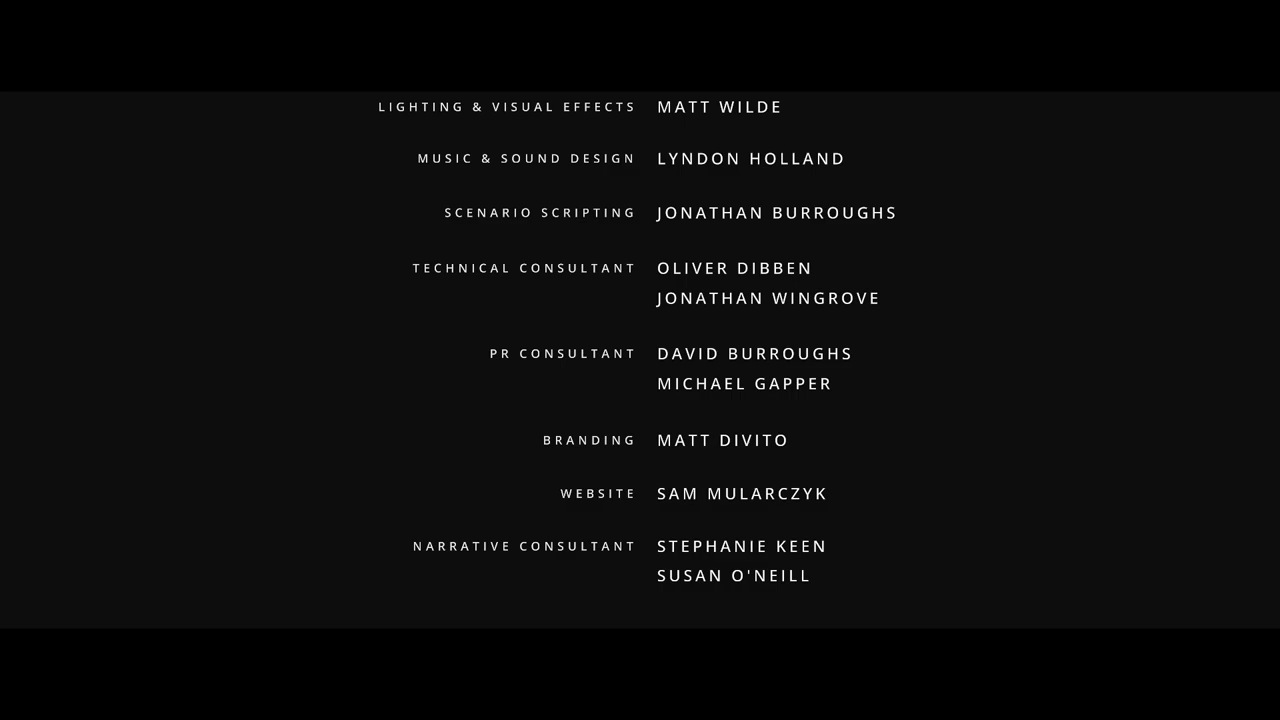 LIGHTING & VISUAL EFFECTS MATT WILDE
MUSIC & SOUND DESIGN LYNDON HOLLAND
SCENARIO SCRIPTING JONATHAN BURROUGHS
TECHNICAL CONSULTANT OLIVER DIBBEN
JONATHAN WINGROVE
PR CONSULTANT DAVID BURROUGHS
MICHAEL GAPPER
BRANDING MATT DIVITO
WEBSITE SAM MULARCZYK
NARRATIVE CONSULTANT STEPHANIE KEEN
SUSAN O'NEILL